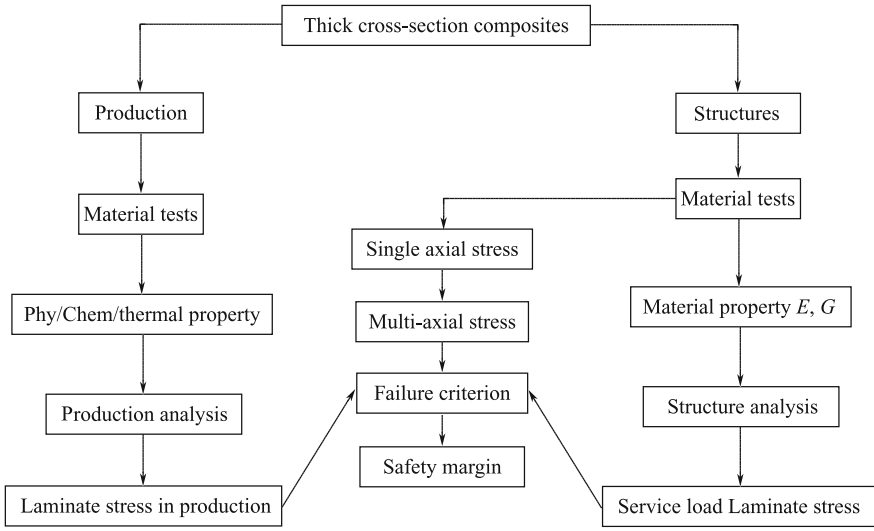 Thick cross-section composites
Production
Structures
Material tests
Material tests
Single axial stress
Phy/Chem/thermal property
Multi-axial stress
Material property E, G
Production analysis
Failure criterion
Structure analysis
Safety margin
Laminate stress in production
Service load Laminate stress